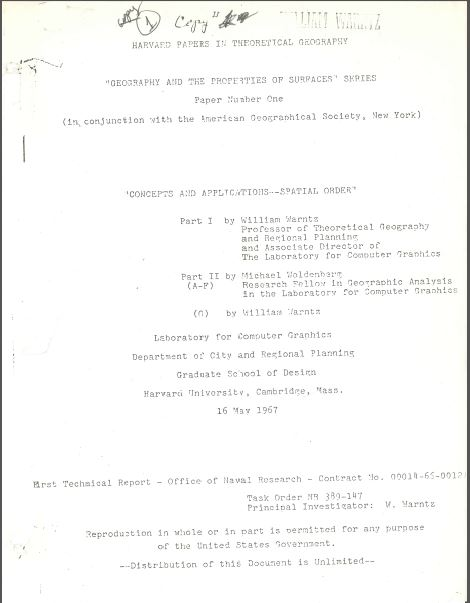 Copy"
WILLIAM WARNTZ
HARVARD PAPERS IN THEORETICAL GEOGRAPHY
"GEOGRAPHY AND THE PROPERTIES OF SURFACES" SERIES
Paper Number One
(in conjunction with the American Geographical Society, New York)
"CONCEPTS AND APPLICATIONS--SPATIAL ORDER"
Part I by William Warntz
Professor of Theoretical Geography
and Regional Planning
and Associate Director of
The Laboratory for Computer Graphics
Part II by Michael Woldenberg
(A-F) Research Fellow in Geographic Analysis
in the Laboratory for Computer Graphics
(G) by William Warntz
Laboratory for Computer Graphics
Department of City and Regional Planning
Graduate School of Design
Harvard University, Cambridge, Mass.
16 May 1967
First Technical Report - Office of Naval Research - Contract No. 00014-65-0012
Task Order NR 389-147
Principal Investigator: W. Warntz
Reproduction in whole or in part is permitted for any purpose
of the United States Government.
--Distribution of this Document is Unlimited--